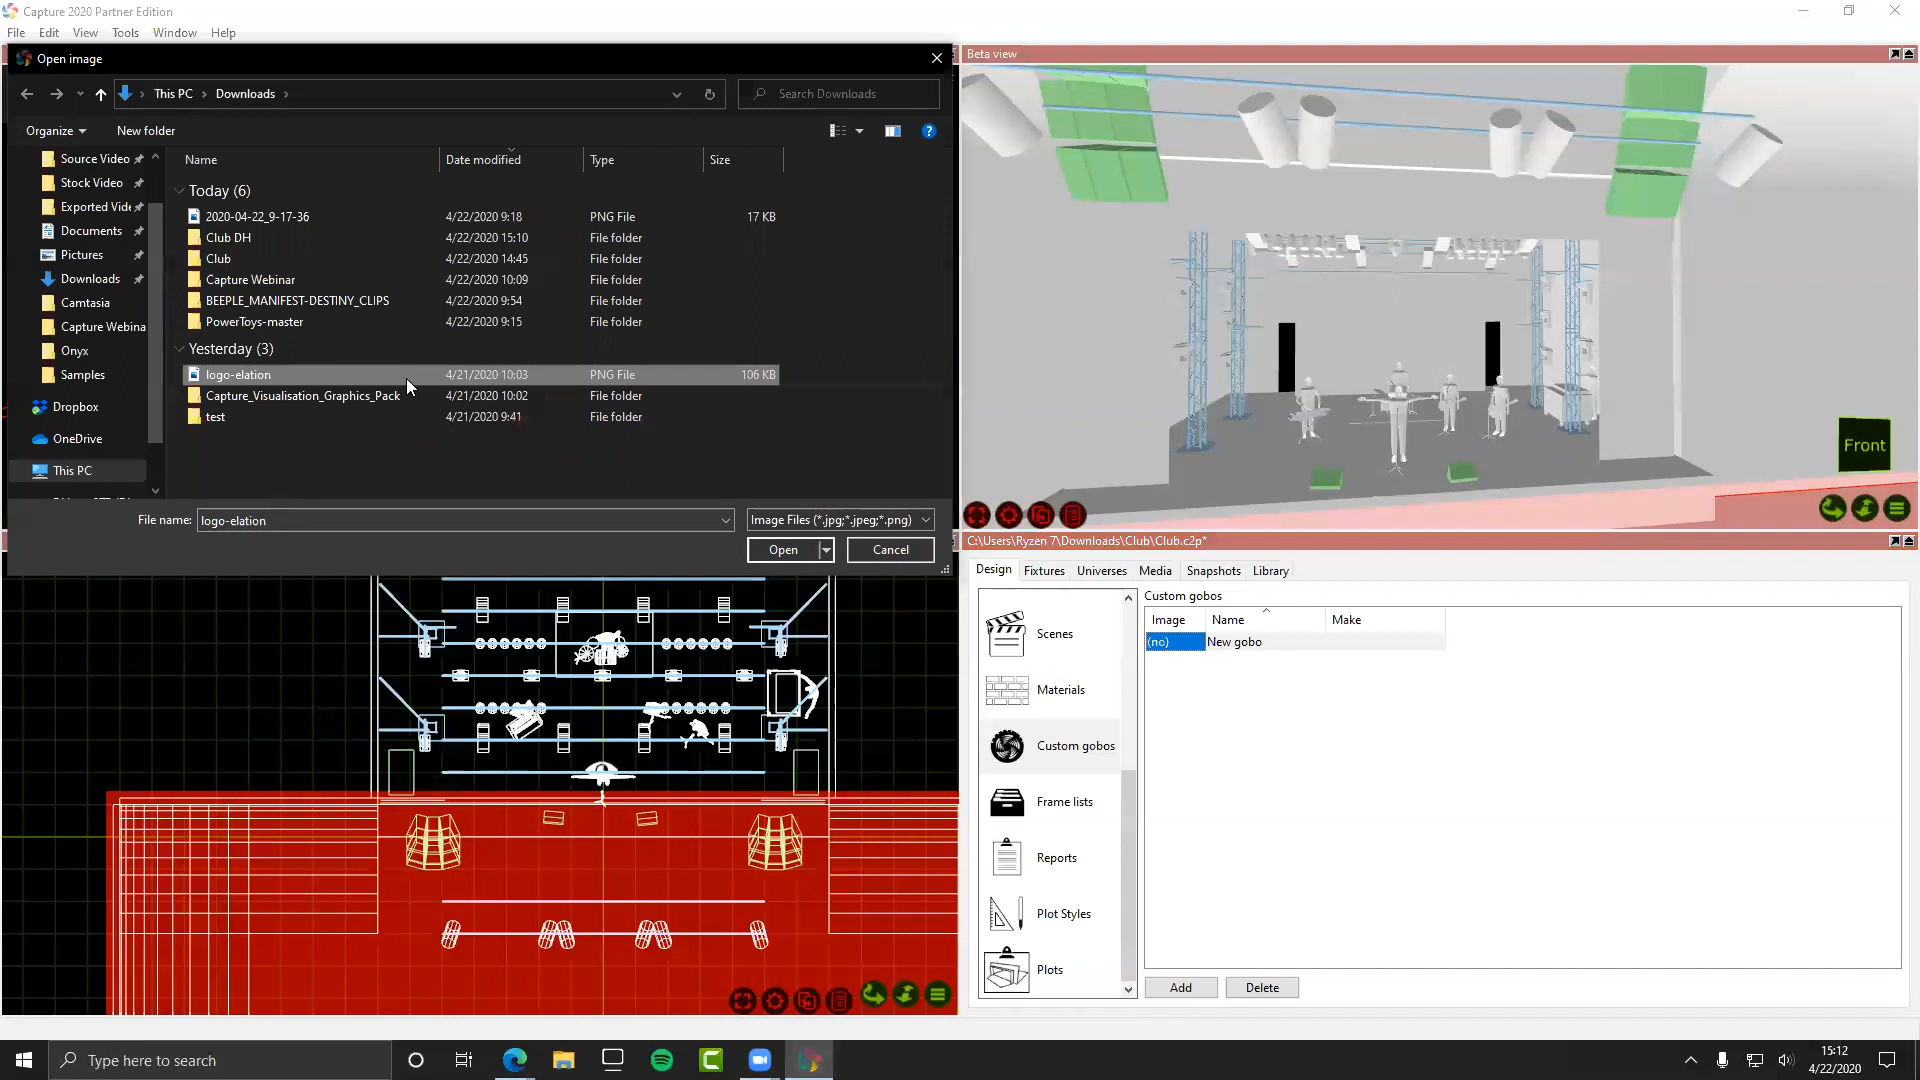 Capture 2020 Partner Edition
File Edit View Tools Window Help
Open image
This PC Downloads
Search Downloads
Organize New folder
Source Video
Stock Video
Exported Vide
Documents
Pictures
Downloads
Camtasia
Capture Webina
Onyx
Samples
Dropbox
OneDrive
This PC
Name Date modified Type Size
Today (6)
2020-04-22_9-17-36 4/22/2020 9:18 PNG File 17 KB
Club DH 4/22/2020 15:10 File folder
Club 4/22/2020 14:45 File folder
Capture Webinar 4/22/2020 10:09 File folder
BEEPLE_MANIFEST-DESTINY_CLIPS 4/22/2020 9:54 File folder
PowerToys-master 4/22/2020 9:15 File folder
Yesterday (3)
logo-elation 4/21/2020 10:03 PNG File 106 KB
Capture_Visualisation_Graphics_Pack 4/21/2020 10:02 File folder
test 4/21/2020 9:41 File folder
File name: logo-elation Image Files (*.jpg;*.jpeg;*.png)
Open Cancel
Beta view
Front
C:\Users\Ryzen 7\Downloads\Club\Club.c2p*
Design Fixtures Universes Media Snapshots Library
Scenes
Materials
Custom gobos
Frame lists
Reports
Plot Styles
Plots
Custom gobos
Image Name Make
(no) New gobo
Add Delete
Type here to search
15:12
4/22/2020